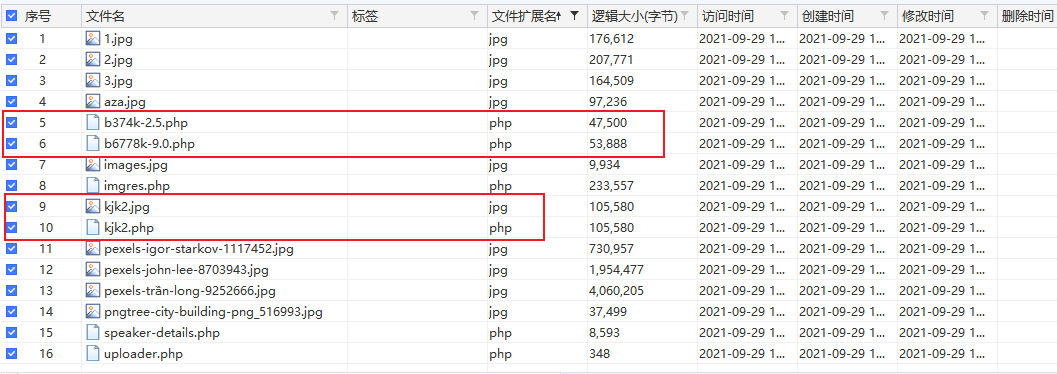 序号 文件名 标签 文件扩展名 逻辑大小(字节) 访问时间 创建时间 修改时间 删除时间
1 1.jpg jpg 176,612 2021-09-29 1... 2021-09-29 1... 2021-09-29 1...
2 2.jpg jpg 207,771 2021-09-29 1... 2021-09-29 1... 2021-09-29 1...
3 3.jpg jpg 164,509 2021-09-29 1... 2021-09-29 1... 2021-09-29 1...
4 aza.jpg jpg 97,236 2021-09-29 1... 2021-09-29 1... 2021-09-29 1...
5 b374k-2.5.php php 47,500 2021-09-29 1... 2021-09-29 1... 2021-09-29 1...
6 b6778k-9.0.php php 53,888 2021-09-29 1... 2021-09-29 1... 2021-09-29 1...
7 images.jpg jpg 9,934 2021-09-29 1... 2021-09-29 1... 2021-09-29 1...
8 imgres.php php 233,557 2021-09-29 1... 2021-09-29 1... 2021-09-29 1...
9 kjk2.jpg jpg 105,580 2021-09-29 1... 2021-09-29 1... 2021-09-29 1...
10 kjk2.php php 105,580 2021-09-29 1... 2021-09-29 1... 2021-09-29 1...
11 pexels-igor-starkov-1117452.jpg jpg 730,957 2021-09-29 1... 2021-09-29 1... 2021-09-29 1...
12 pexels-john-lee-8703943.jpg jpg 1,954,477 2021-09-29 1... 2021-09-29 1... 2021-09-29 1...
13 pexels-trần-long-9252666.jpg jpg 4,060,205 2021-09-29 1... 2021-09-29 1... 2021-09-29 1...
14 pngtree-city-building-png_516993.jpg jpg 37,499 2021-09-29 1... 2021-09-29 1... 2021-09-29 1...
15 speaker-details.php php 8,593 2021-09-29 1... 2021-09-29 1... 2021-09-29 1...
16 uploader.php php 348 2021-09-29 1... 2021-09-29 1... 2021-09-29 1...